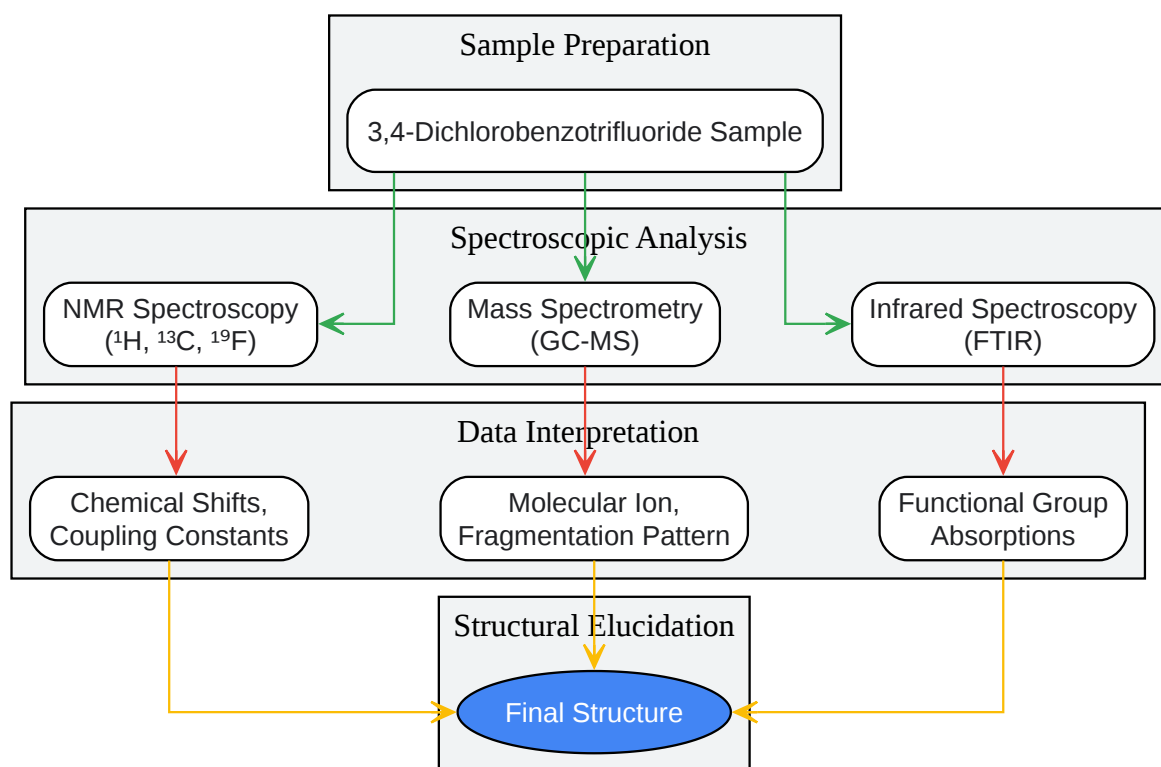 Sample Preparation
3,4-Dichlorobenzotrifluoride Sample
Spectroscopic Analysis
NMR Spectroscopy
(¹H, ¹³C, ¹⁹F)
Mass Spectrometry
(GC-MS)
Infrared Spectroscopy
(FTIR)
Data Interpretation
Chemical Shifts,
Coupling Constants
Molecular Ion,
Fragmentation Pattern
Functional Group
Absorptions
Structural Elucidation
Final Structure